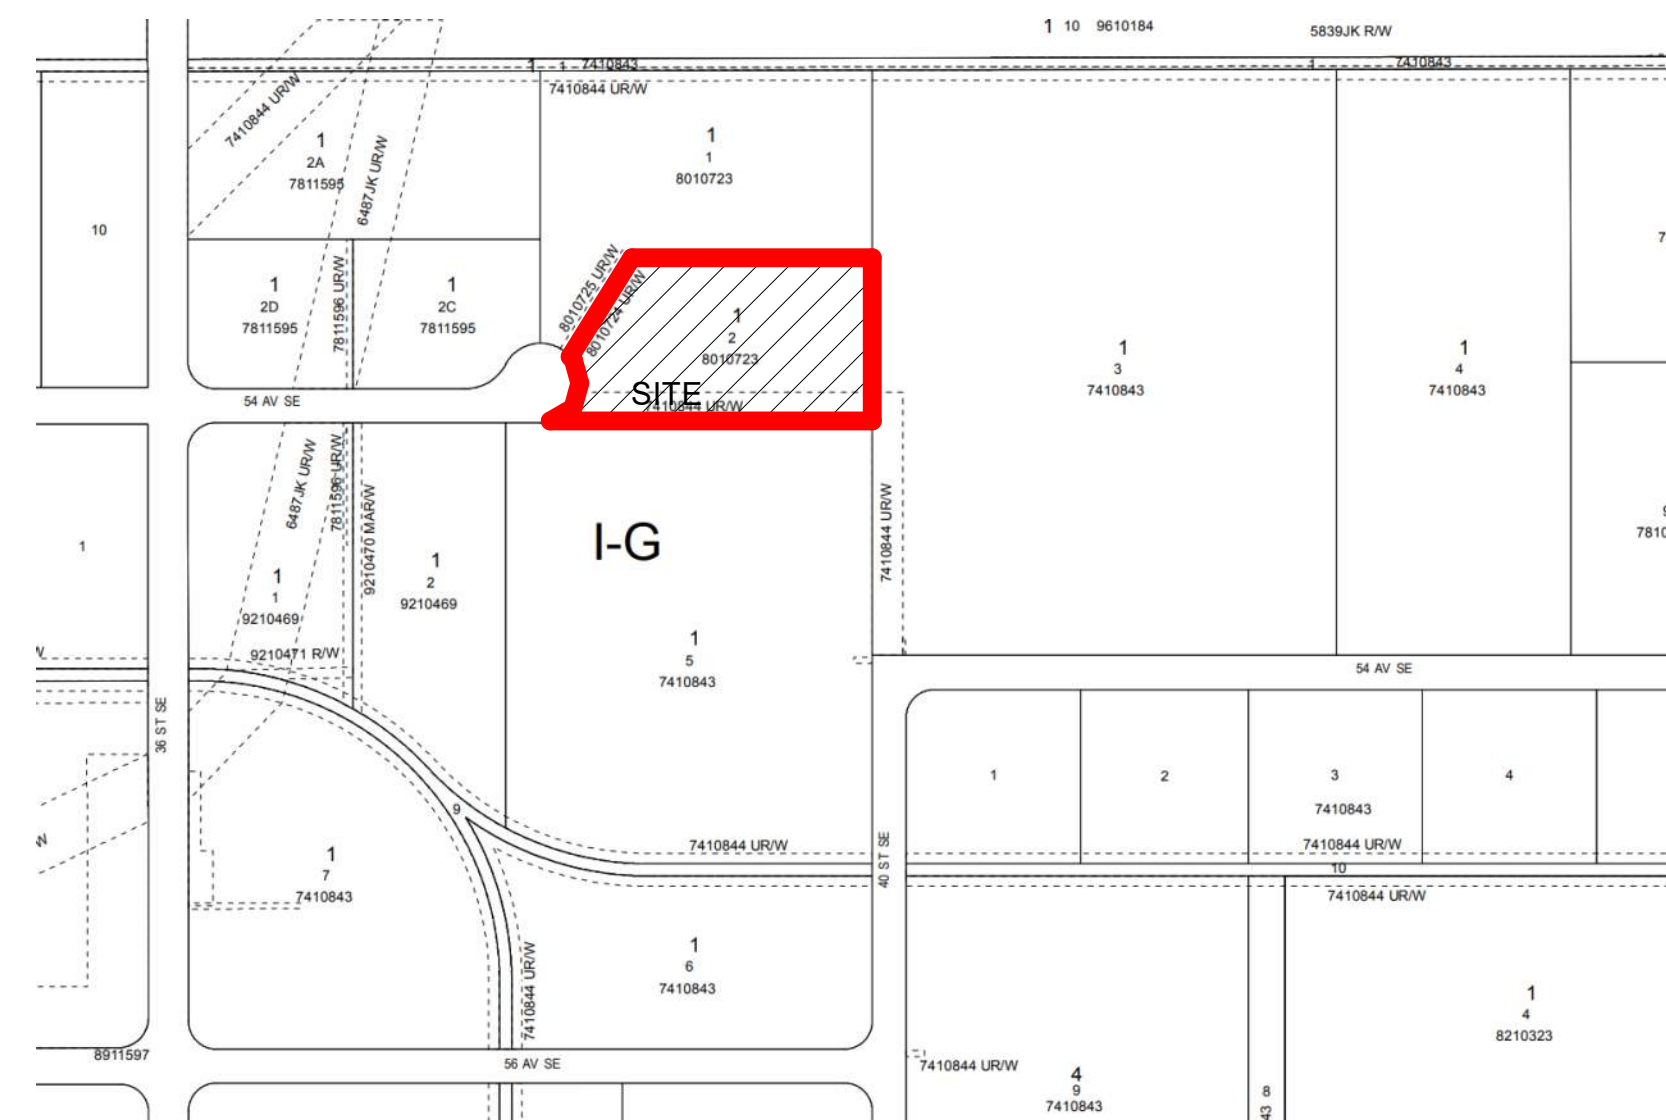 1 10 9610184
5839JK R/W
1 1 7410843
1 7410843
7410844 UR/W
7410844 UR/W
1
2A
7811595
6487JK UR/W
1
1
8010723
10
8010725 UR/W
8010724 UR/W
1
2D
7811595
7811596 UR/W
1
2C
7811595
1
2
8010723
SITE
7410844 UR/W
1
3
7410843
1
4
7410843
54 AV SE
6487JK UR/W
7811596 UR/W
9210470 MAR/W
7410844 UR/W
I-G
1
1
1
9210469
1
2
9210469
9210471 R/W
1
5
7410843
54 AV SE
36 ST SE
1
2
3
7410843
4
9
7410844 UR/W
40 ST SE
7410844 UR/W
10
7410844 UR/W
1
7
7410843
7410844 UR/W
1
6
7410843
1
4
8210323
8911597
56 AV SE
7410844 UR/W
4
9
7410843
8